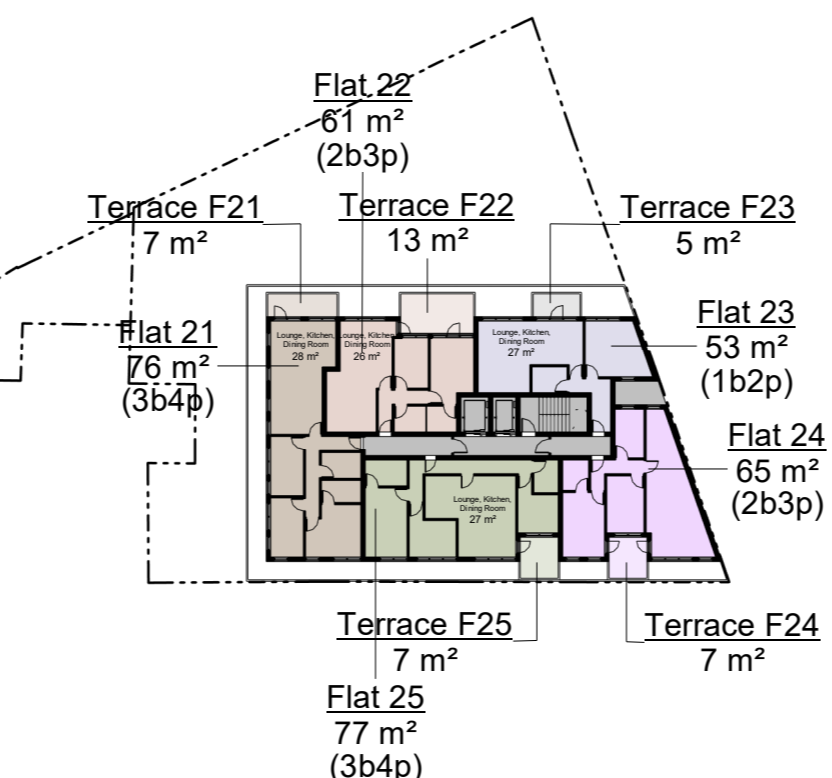 Flat 22
61 m²
(2b3p)
Terrace F21
7 m²
Terrace F22
13 m²
Terrace F23
5 m²
Flat 21
76 m²
(3b4p)
Lounge, Kitchen,
Dining Room
28 m²
Lounge, Kitchen,
Dining Room
26 m²
Lounge, Kitchen,
Dining Room
27 m²
Flat 23
53 m²
(1b2p)
Flat 24
65 m²
(2b3p)
Lounge, Kitchen,
Dining Room
27 m²
Terrace F25
7 m²
Terrace F24
7 m²
Flat 25
77 m²
(3b4p)